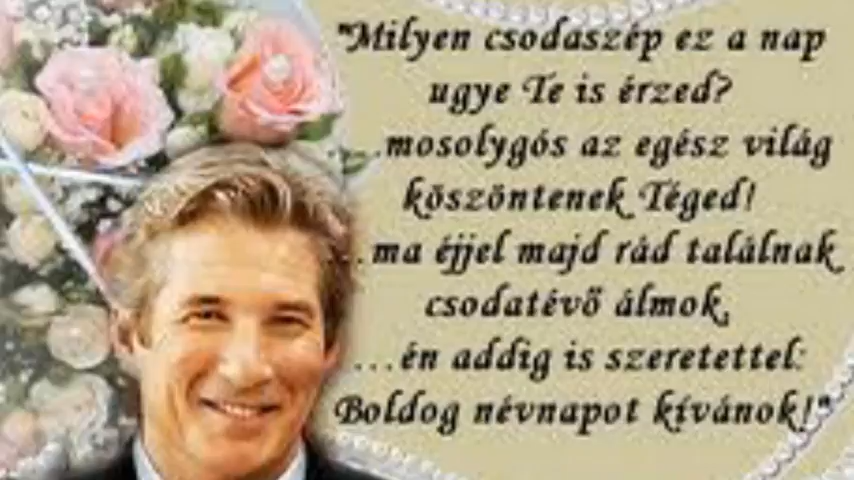 "Milyen csodaszép ez a nap
ugye Te is érzed?
...mosolygós az egész világ
köszöntenek Téged!
...ma éjjel majd rád találnak
csodatévő álmok,
...én addig is szeretettel:
Boldog névnapot kívánok!"